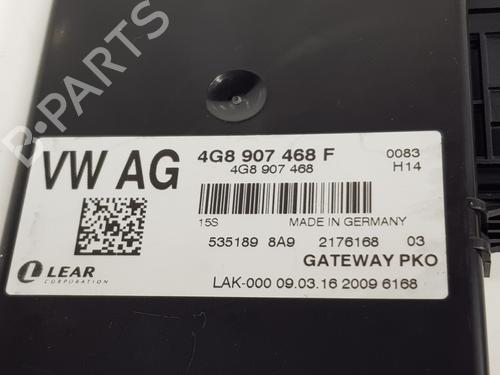 B-PARTS
VW AG
4G8 907 468 F
0083
4G8 907 468
H14
15S
MADE IN GERMANY
535189 8A9 2176168 03
GATEWAY PKO
LEAR
CORPORATION
LAK-000 09.03.16 2009 6168